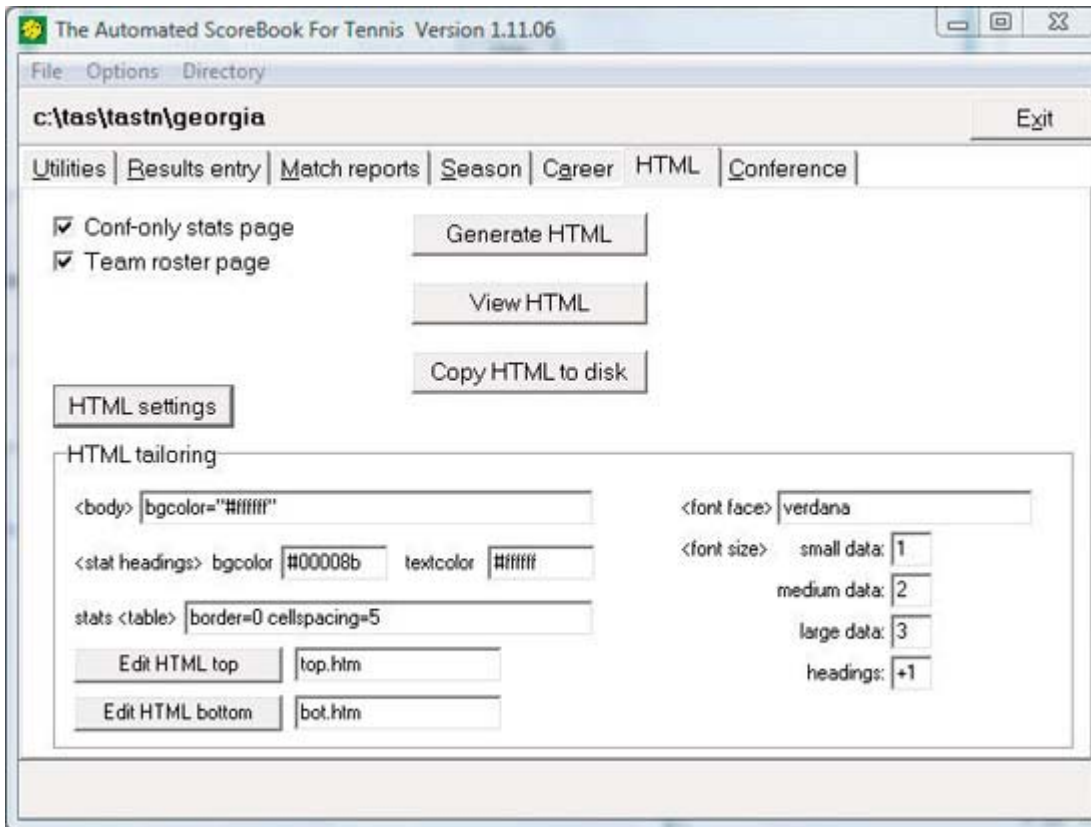 The Automated ScoreBook For Tennis Version 1.11.06
File Options Directory
c:\tas\tastn\georgia Exit
Utilities Results entry Match reports Season Career HTML Conference
Conf-only stats page Generate HTML
Team roster page
View HTML
Copy HTML to disk
HTML settings
HTML tailoring
<body> bgcolor="#ffffff" <font face> verdana
<stat headings> bgcolor #00008b textcolor #ffffff <font size> small data: 1
medium data: 2
stats <table> border=0 cellspacing=5
large data: 3
Edit HTML top top.htm headings: +1
Edit HTML bottom bot.htm